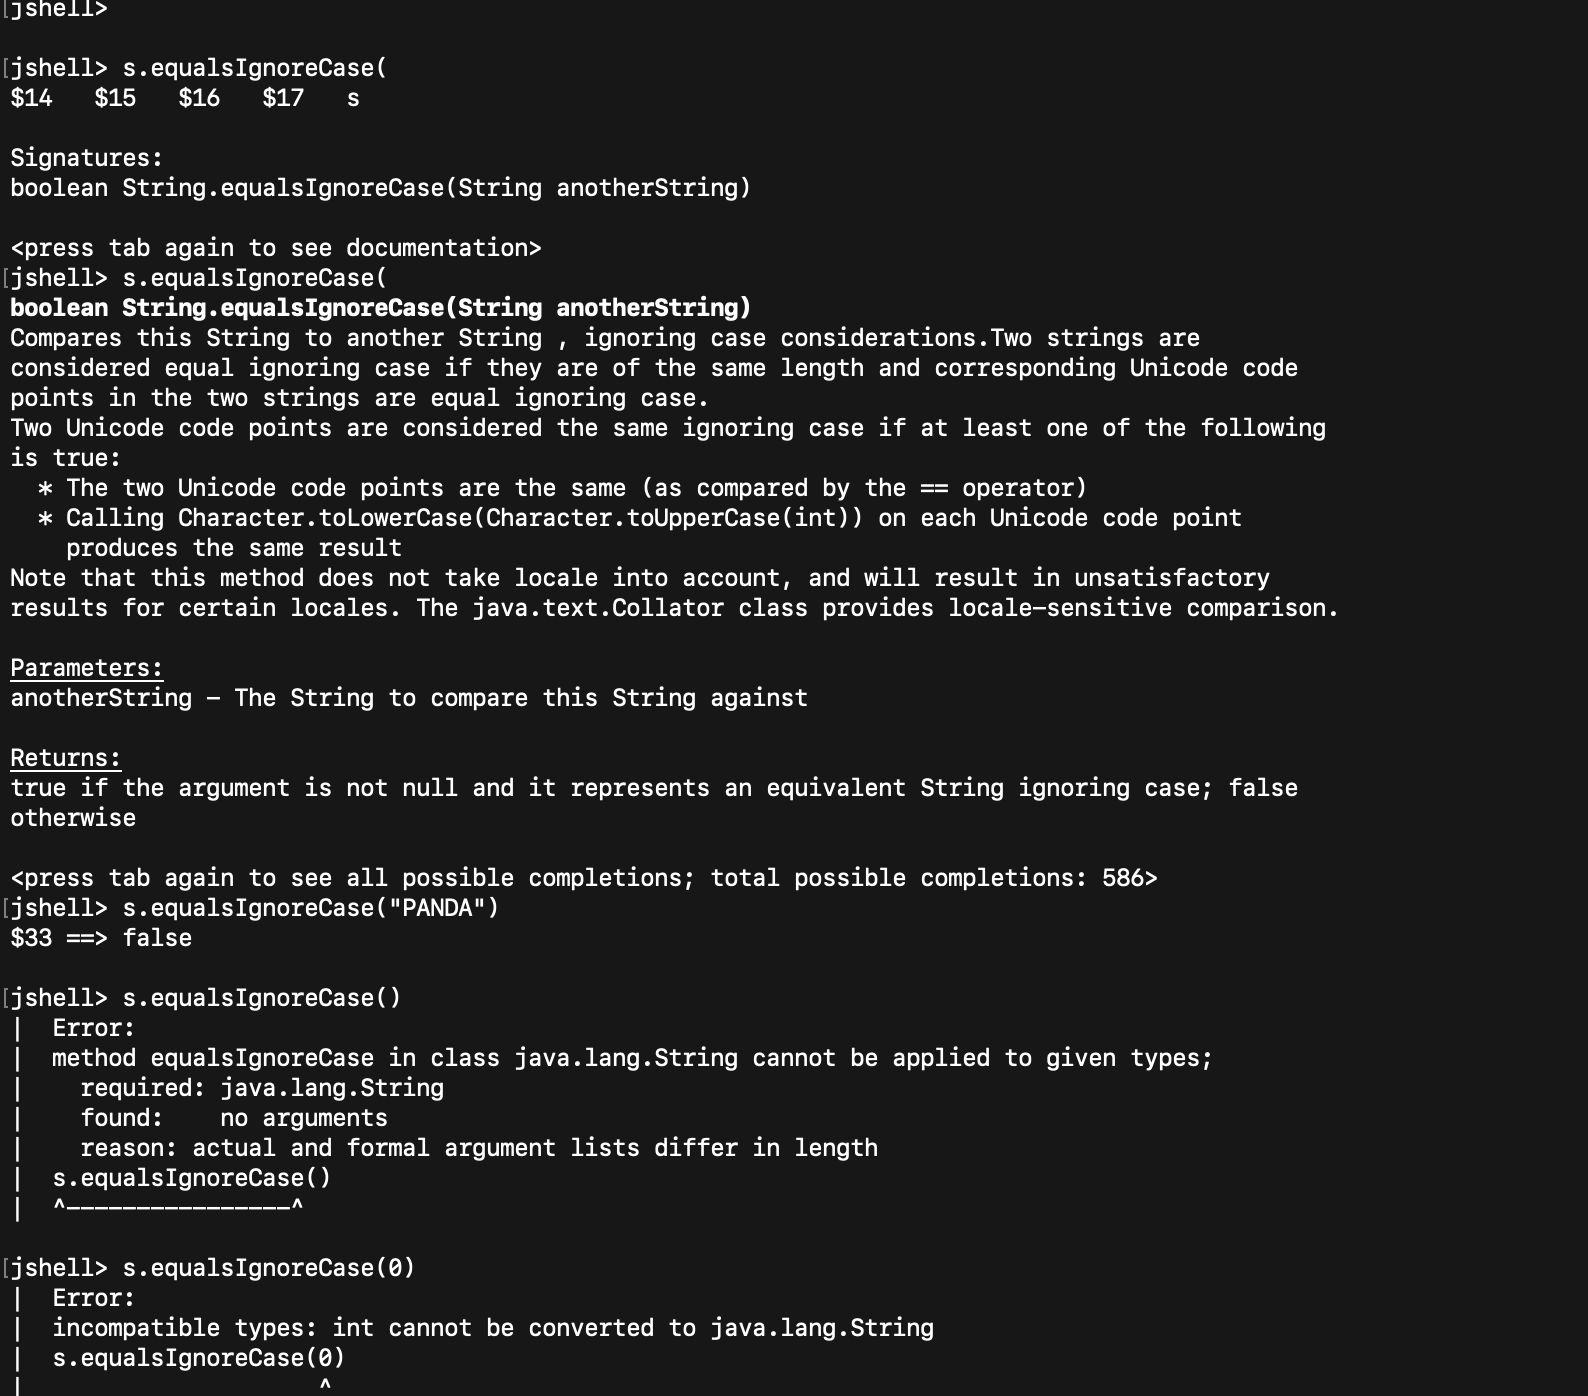 [jshell>
[jshell> s.equalsIgnoreCase(
$14   $15   $16   $17   s
Signatures:
boolean String.equalsIgnoreCase(String anotherString)
<press tab again to see documentation>
[jshell> s.equalsIgnoreCase(
boolean String.equalsIgnoreCase(String anotherString)
Compares this String to another String , ignoring case considerations.Two strings are
considered equal ignoring case if they are of the same length and corresponding Unicode code
points in the two strings are equal ignoring case.
Two Unicode code points are considered the same ignoring case if at least one of the following
is true:
  * The two Unicode code points are the same (as compared by the == operator)
  * Calling Character.toLowerCase(Character.toUpperCase(int)) on each Unicode code point
    produces the same result
Note that this method does not take locale into account, and will result in unsatisfactory
results for certain locales. The java.text.Collator class provides locale-sensitive comparison.
Parameters:
anotherString - The String to compare this String against
Returns:
true if the argument is not null and it represents an equivalent String ignoring case; false
otherwise
<press tab again to see all possible completions; total possible completions: 586>
[jshell> s.equalsIgnoreCase("PANDA")
$33 ==> false
[jshell> s.equalsIgnoreCase()
|  Error:
|  method equalsIgnoreCase in class java.lang.String cannot be applied to given types;
|    required: java.lang.String
|    found:    no arguments
|    reason: actual and formal argument lists differ in length
|  s.equalsIgnoreCase()
|  ^----------------^
[jshell> s.equalsIgnoreCase(0)
|  Error:
|  incompatible types: int cannot be converted to java.lang.String
|  s.equalsIgnoreCase(0)
|                     ^